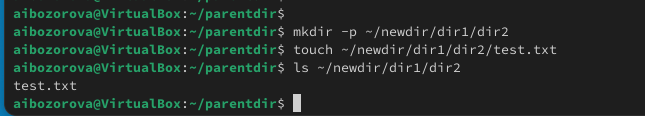 aibozorova@VirtualBox:~/parentdir$
aibozorova@VirtualBox:~/parentdir$ mkdir -p ~/newdir/dir1/dir2
aibozorova@VirtualBox:~/parentdir$ touch ~/newdir/dir1/dir2/test.txt
aibozorova@VirtualBox:~/parentdir$ ls ~/newdir/dir1/dir2
test.txt
aibozorova@VirtualBox:~/parentdir$